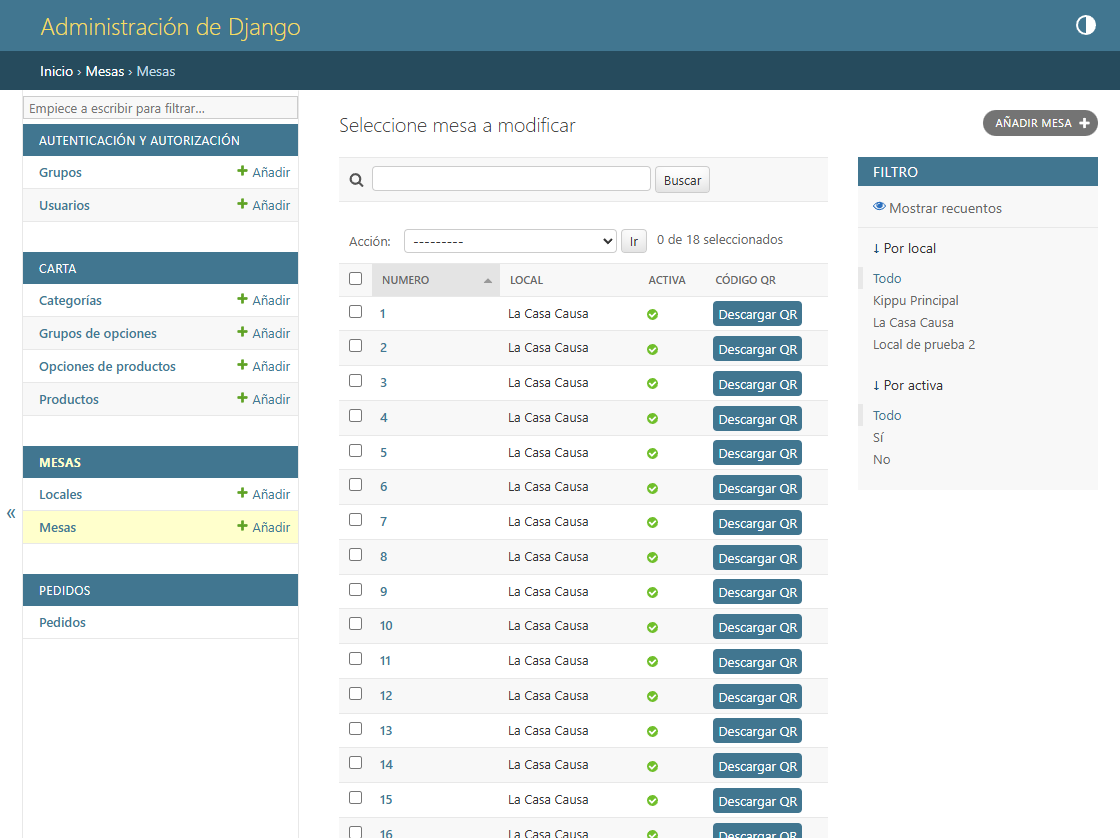 Administración de Django
Inicio › Mesas › Mesas
Empiece a escribir para filtrar...
AUTENTICACIÓN Y AUTORIZACIÓN
Grupos Añadir
Usuarios Añadir
CARTA
Categorías Añadir
Grupos de opciones Añadir
Opciones de productos Añadir
Productos Añadir
MESAS
Locales Añadir
Mesas Añadir
«
PEDIDOS
Pedidos
Seleccione mesa a modificar
AÑADIR MESA +
Buscar
Acción: --------- Ir 0 de 18 seleccionados
NUMERO LOCAL ACTIVA CÓDIGO QR
1 La Casa Causa Descargar QR
2 La Casa Causa Descargar QR
3 La Casa Causa Descargar QR
4 La Casa Causa Descargar QR
5 La Casa Causa Descargar QR
6 La Casa Causa Descargar QR
7 La Casa Causa Descargar QR
8 La Casa Causa Descargar QR
9 La Casa Causa Descargar QR
10 La Casa Causa Descargar QR
11 La Casa Causa Descargar QR
12 La Casa Causa Descargar QR
13 La Casa Causa Descargar QR
14 La Casa Causa Descargar QR
15 La Casa Causa Descargar QR
16 La Casa Causa Descargar QR
FILTRO
Mostrar recuentos
↓ Por local
Todo
Kippu Principal
La Casa Causa
Local de prueba 2
↓ Por activa
Todo
Sí
No